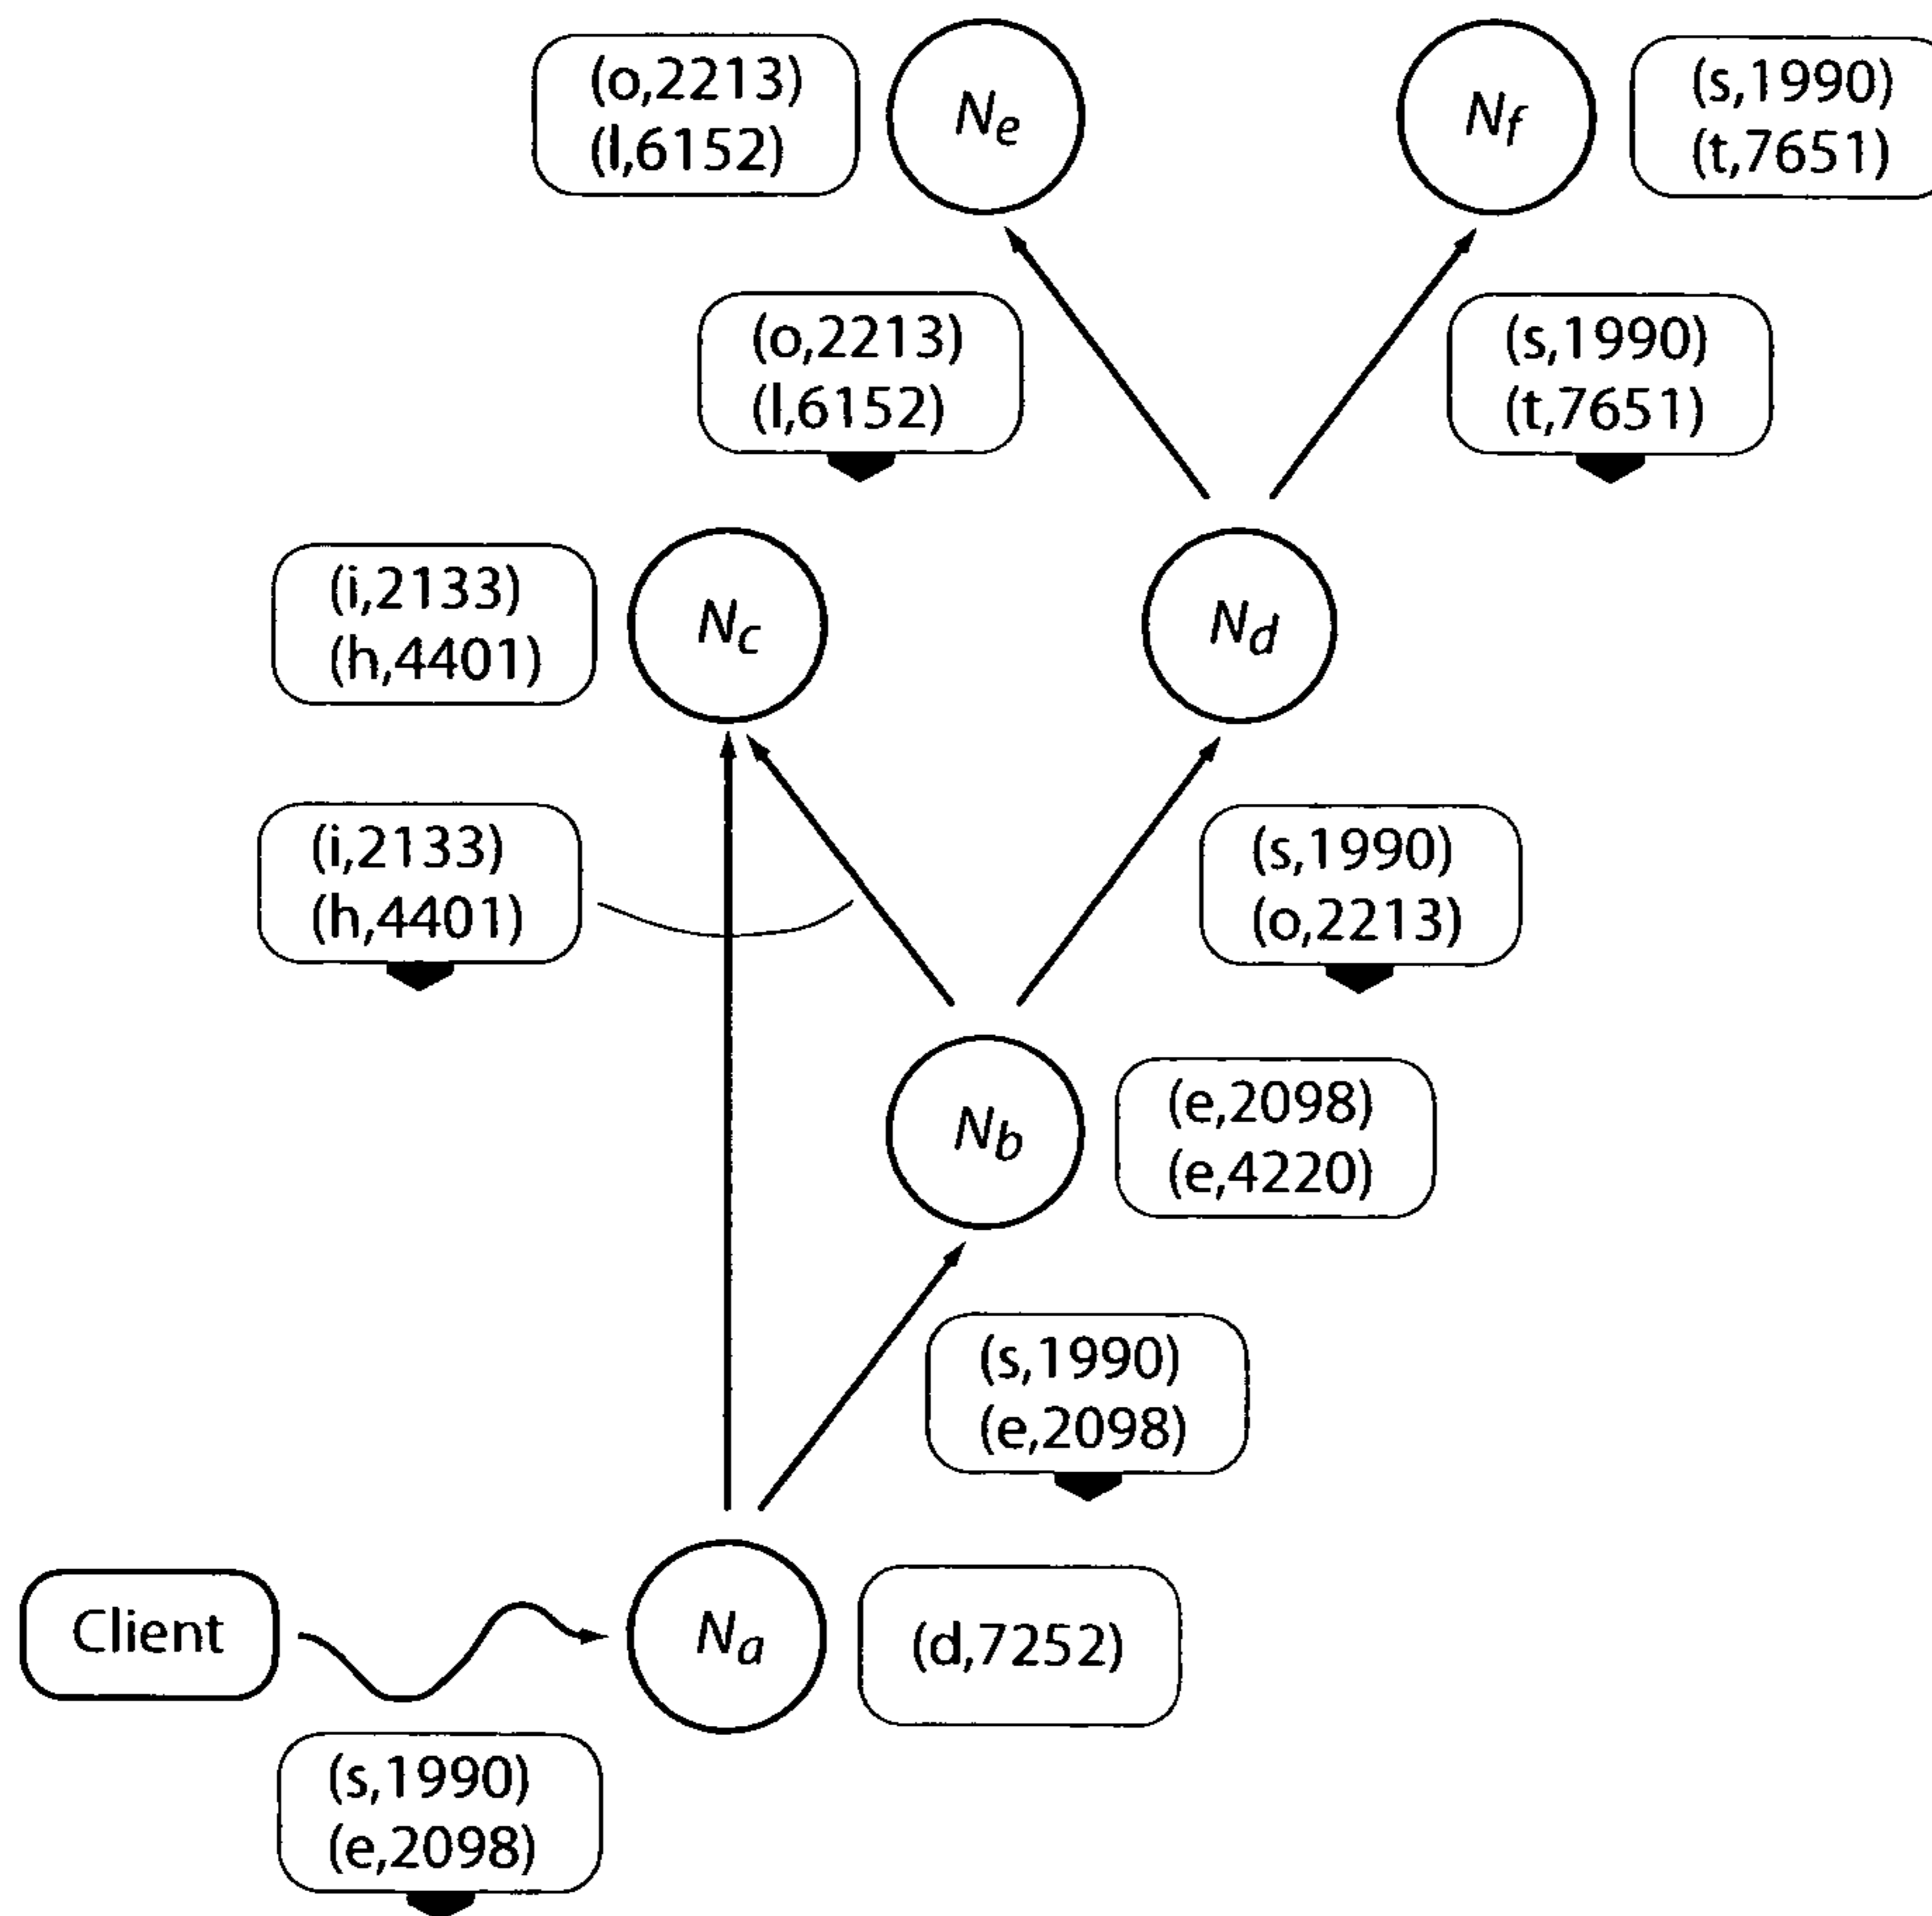 (o,2213)
(l,6152)
Ne
Nf
(s,1990)
(t,7651)
(o,2213)
(l,6152)
(s,1990)
(t,7651)
(i,2133)
(h,4401)
Nc
Nd
(i,2133)
(h,4401)
(s,1990)
(o,2213)
Nb
(e,2098)
(e,4220)
(s,1990)
(e,2098)
Client
Na
(d,7252)
(s,1990)
(e,2098)